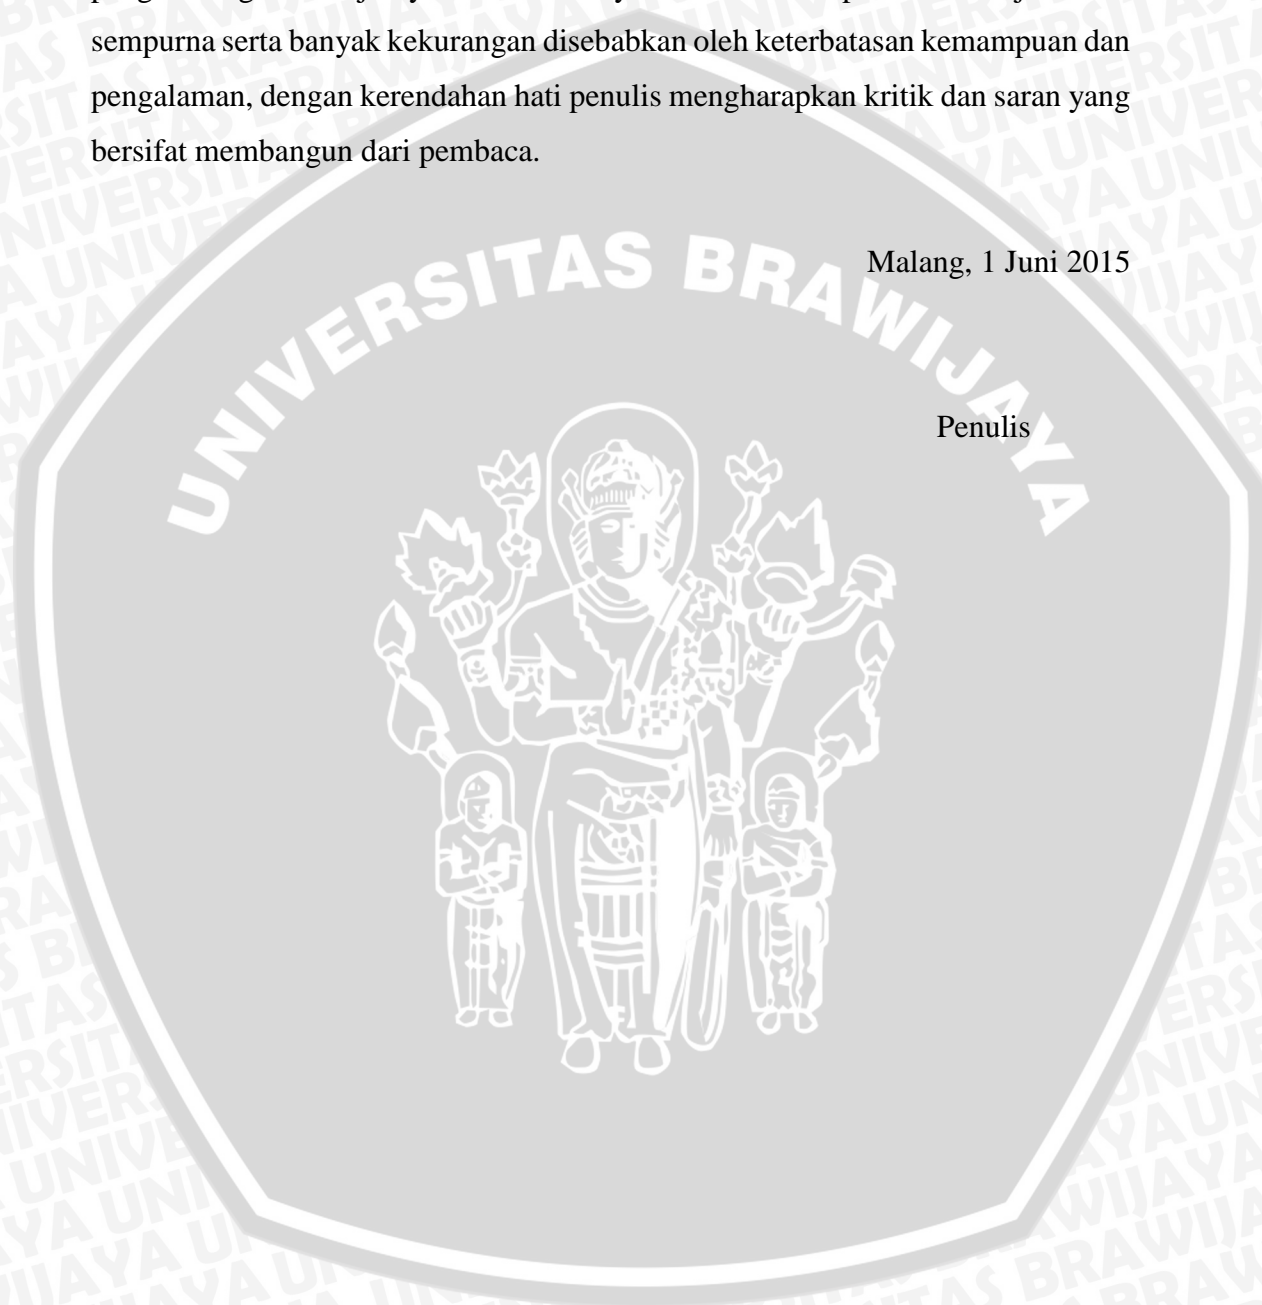 sempurna serta banyak kekurangan disebabkan oleh keterbatasan kemampuan dan
pengalaman, dengan kerendahan hati penulis mengharapkan kritik dan saran yang
bersifat membangun dari pembaca.
Malang, 1 Juni 2015
UNIVERSITAS BRAWIJAYA
Penulis